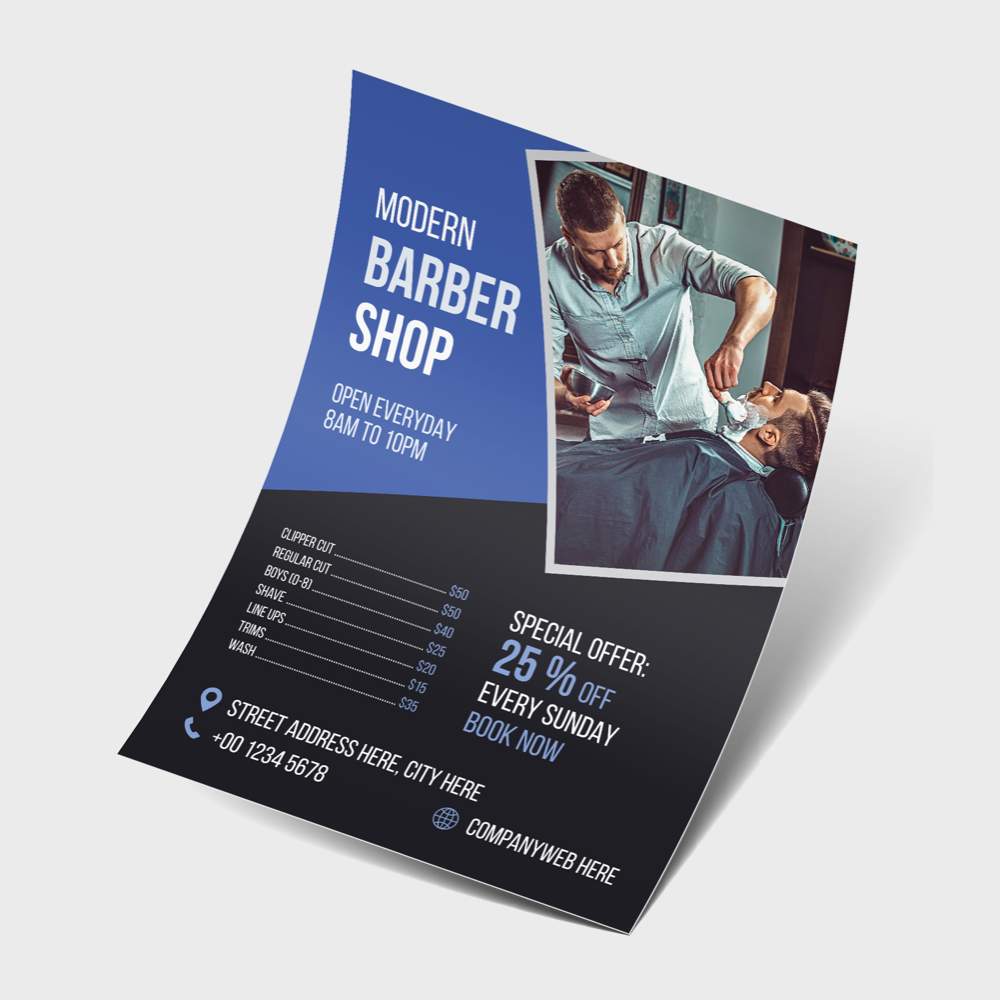 MODERN
BARBER
SHOP
OPEN EVERYDAY
8AM TO 10PM
CLIPPER CUT $50
REGULAR CUT $50
BOYS (0-8) $40
SHAVE $25
LINE UPS $20
TRIMS $15
WASH $35
SPECIAL OFFER:
25 % OFF
EVERY SUNDAY
BOOK NOW
STREET ADDRESS HERE, CITY HERE
+00 1234 5678
COMPANYWEB HERE